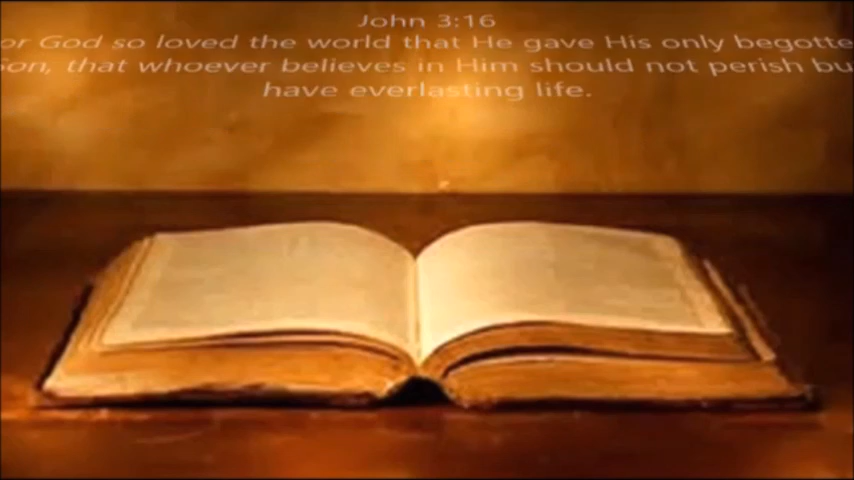 John 3:16
or God so loved the world that He gave His only begotte
Son, that whoever believes in Him should not perish bu
have everlasting life.